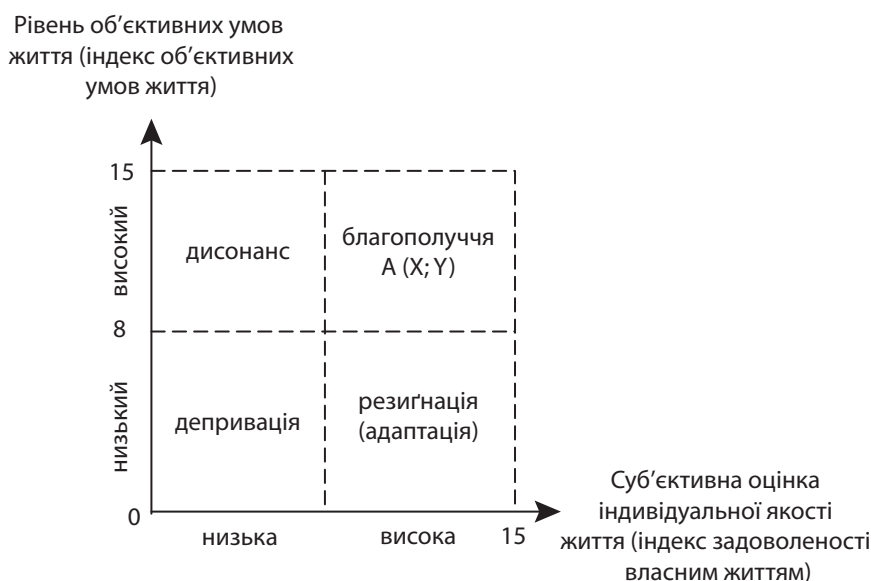 Рівень об’єктивних умов
життя (індекс об’єктивних
умов життя)
15
високий
дисонанс
благополуччя
А (X; Y)
8
низький
депривація
резиґнація
(адаптація)
0
низька
висока
15
Суб’єктивна оцінка
індивідуальної якості
життя (індекс задоволеності
власним життям)